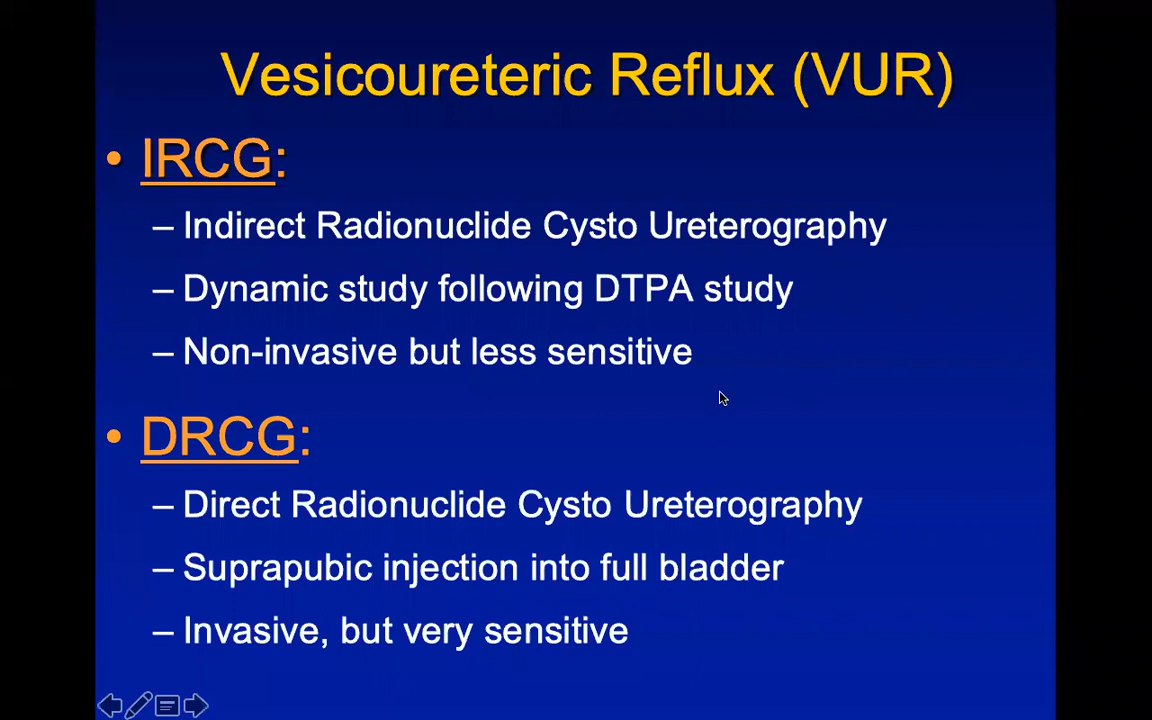 Vesicoureteric Reflux (VUR)
• IRCG:
– Indirect Radionuclide Cysto Ureterography
– Dynamic study following DTPA study
– Non-invasive but less sensitive
• DRCG:
– Direct Radionuclide Cysto Ureterography
– Suprapubic injection into full bladder
– Invasive, but very sensitive